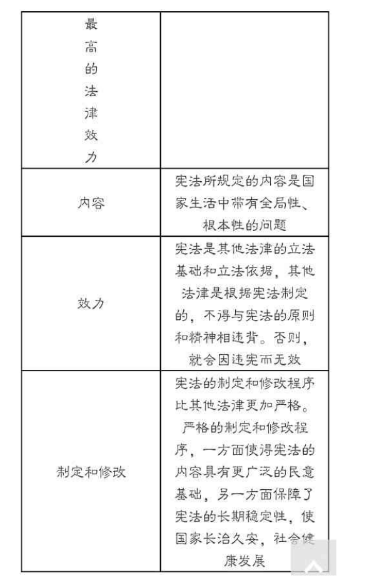 最
高
的
法
律
效
力
内容
宪法所规定的内容是国
家生活中带有全局性、
根本性的问题
效力
宪法是其他法律的立法
基础和立法依据，其他
法律是根据宪法制定
的，不得与宪法的原则
和精神相违背。否则，
就会因违宪而无效
制定和修改
宪法的制定和修改程序
比其他法律更加严格。
严格的制定和修改程
序，一方面使得宪法的
内容具有更广泛的民意
基础，另一方面保障了
宪法的长期稳定性，使
国家长治久安，社会健
康发展